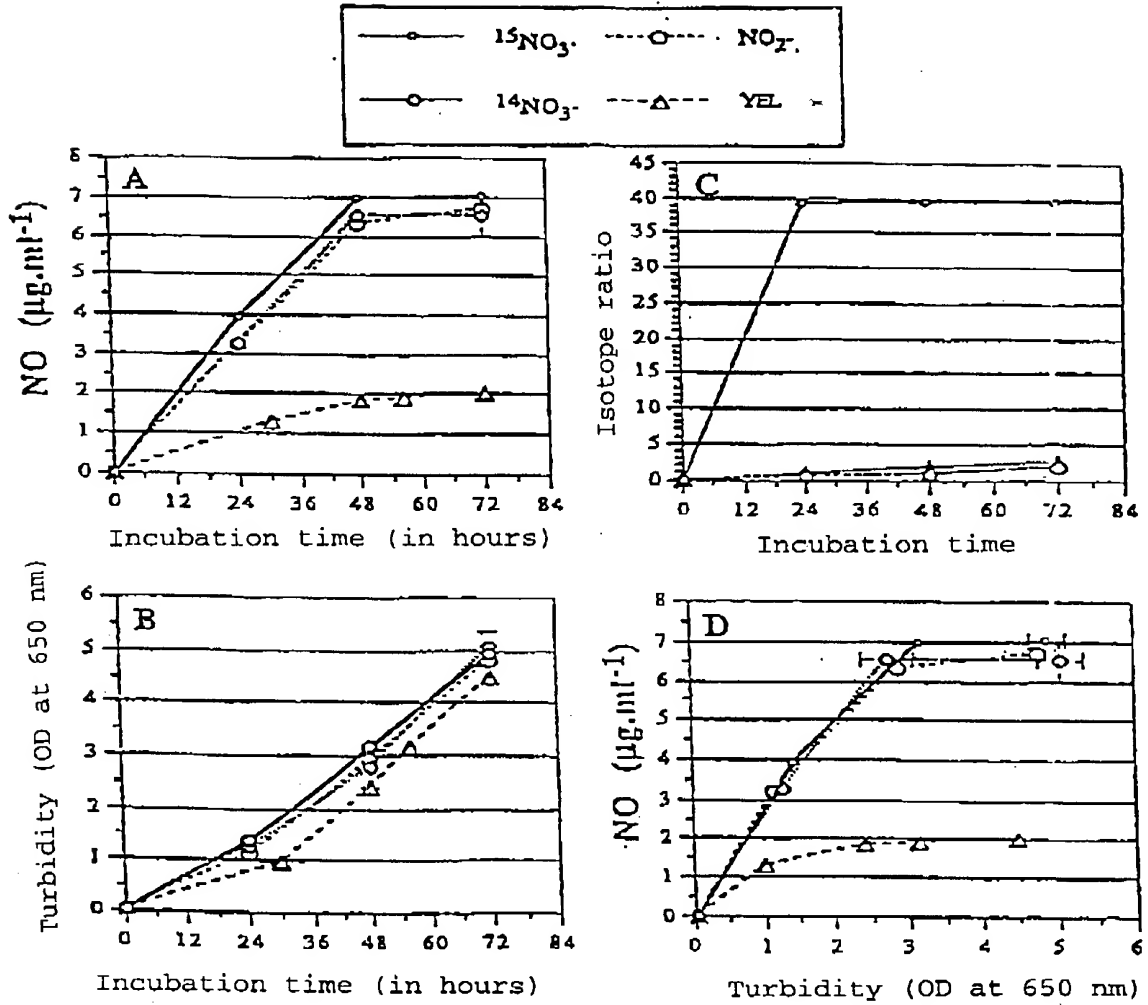 15NO3- NO2-.
14NO3- YEL
A
NO (µg.ml-1)
8
7
6
5
4
3
2
1
0
0 12 24 36 48 60 72 84
Incubation time (in hours)
C
Isotope ratio
45
40
35
30
25
20
15
10
5
0
0 12 24 36 48 60 72 84
Incubation time
B
Turbidity (OD at 650 nm)
6
5
4
3
2
1
0
0 12 24 36 48 60 72 84
Incubation time (in hours)
D
NO (µg.ml-1)
8
7
6
5
4
3
2
1
0
0 1 2 3 4 5 6
Turbidity (OD at 650 nm)